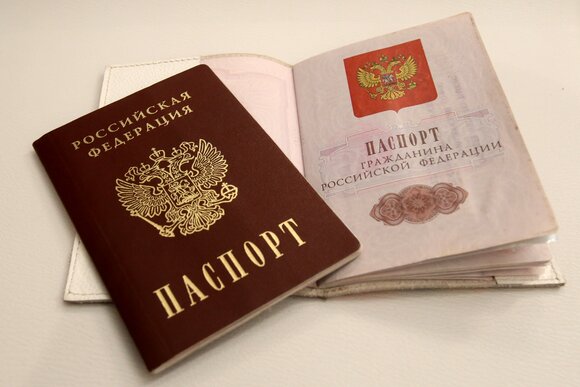 РОССИЙСКАЯ
ФЕДЕРАЦИЯ
ПАСПОРТ
ПАСПОРТ
ГРАЖДАНИНА
РОССИЙСКОЙ ФЕДЕРАЦИИ